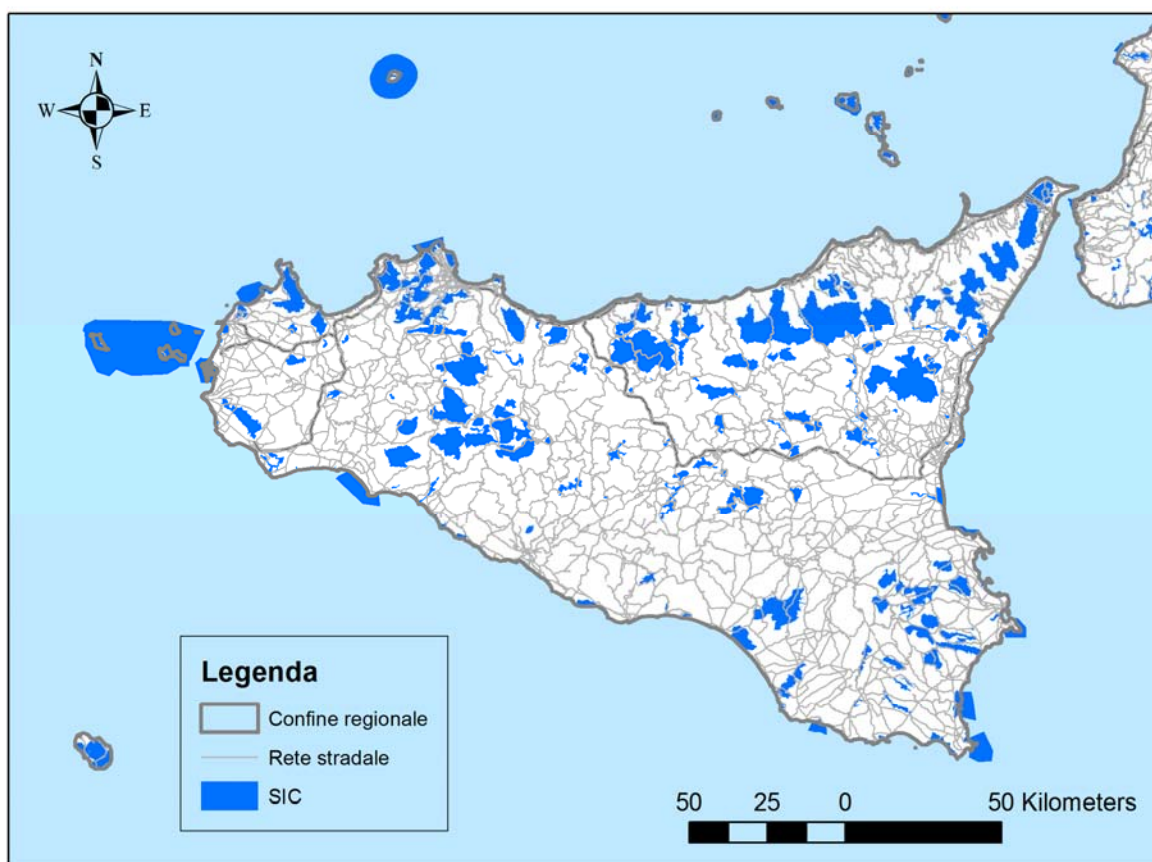 N
W E
S
Legenda
Confine regionale
Rete stradale
SIC
50 25 0 50 Kilometers